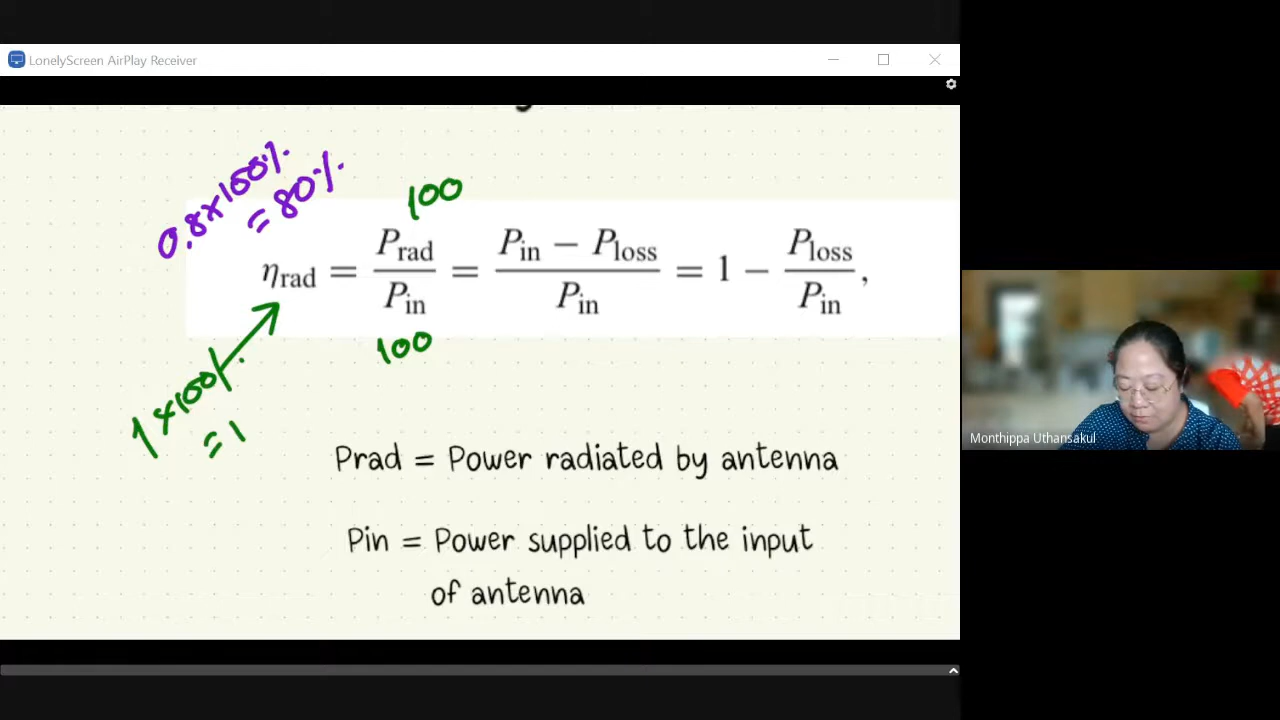 LonelyScreen AirPlay Receiver
0.8×100%
= 80%
100
η_rad = P_rad / P_in = (P_in − P_loss) / P_in = 1 − P_loss / P_in,
100
1×100%
= 1
Prad = Power radiated by antenna
Pin = Power supplied to the input
of antenna
Monthippa Uthansakul